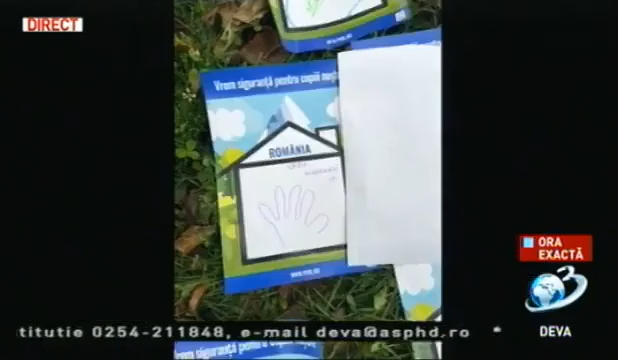 DIRECT
Vrem siguranță pentru copiii noștri
ROMÂNIA
ORA
EXACTĂ
3
DEVA
titutie 0254-211848, e-mail deva@asphd.ro *
Vrem siguranță pentru copiii